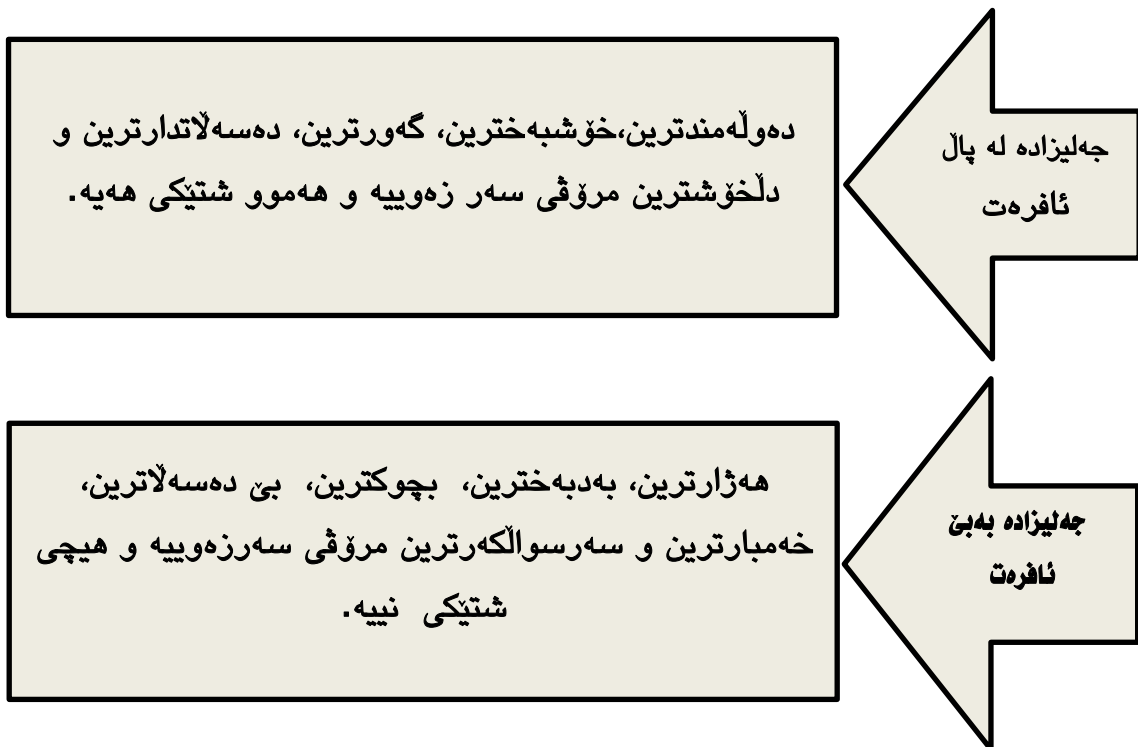 جەلیزادە لە پاڵ
ئافرەت
دەوڵەمندترین،خۆشبەخترین، گەورترین، دەسەڵاتدارترین و
دڵخۆشترین مرۆڤی سەر زەوییە و هەموو شتێکی هەیە.
جەلیزادە بەبێ
ئافرەت
هەژارترین، بەدبەخترین، بچوکترین، بێ دەسەڵاترین،
خەمبارترین و سەرسواڵکەرترین مرۆڤی سەرزەوییە و هیچی
شتێکی نییە.